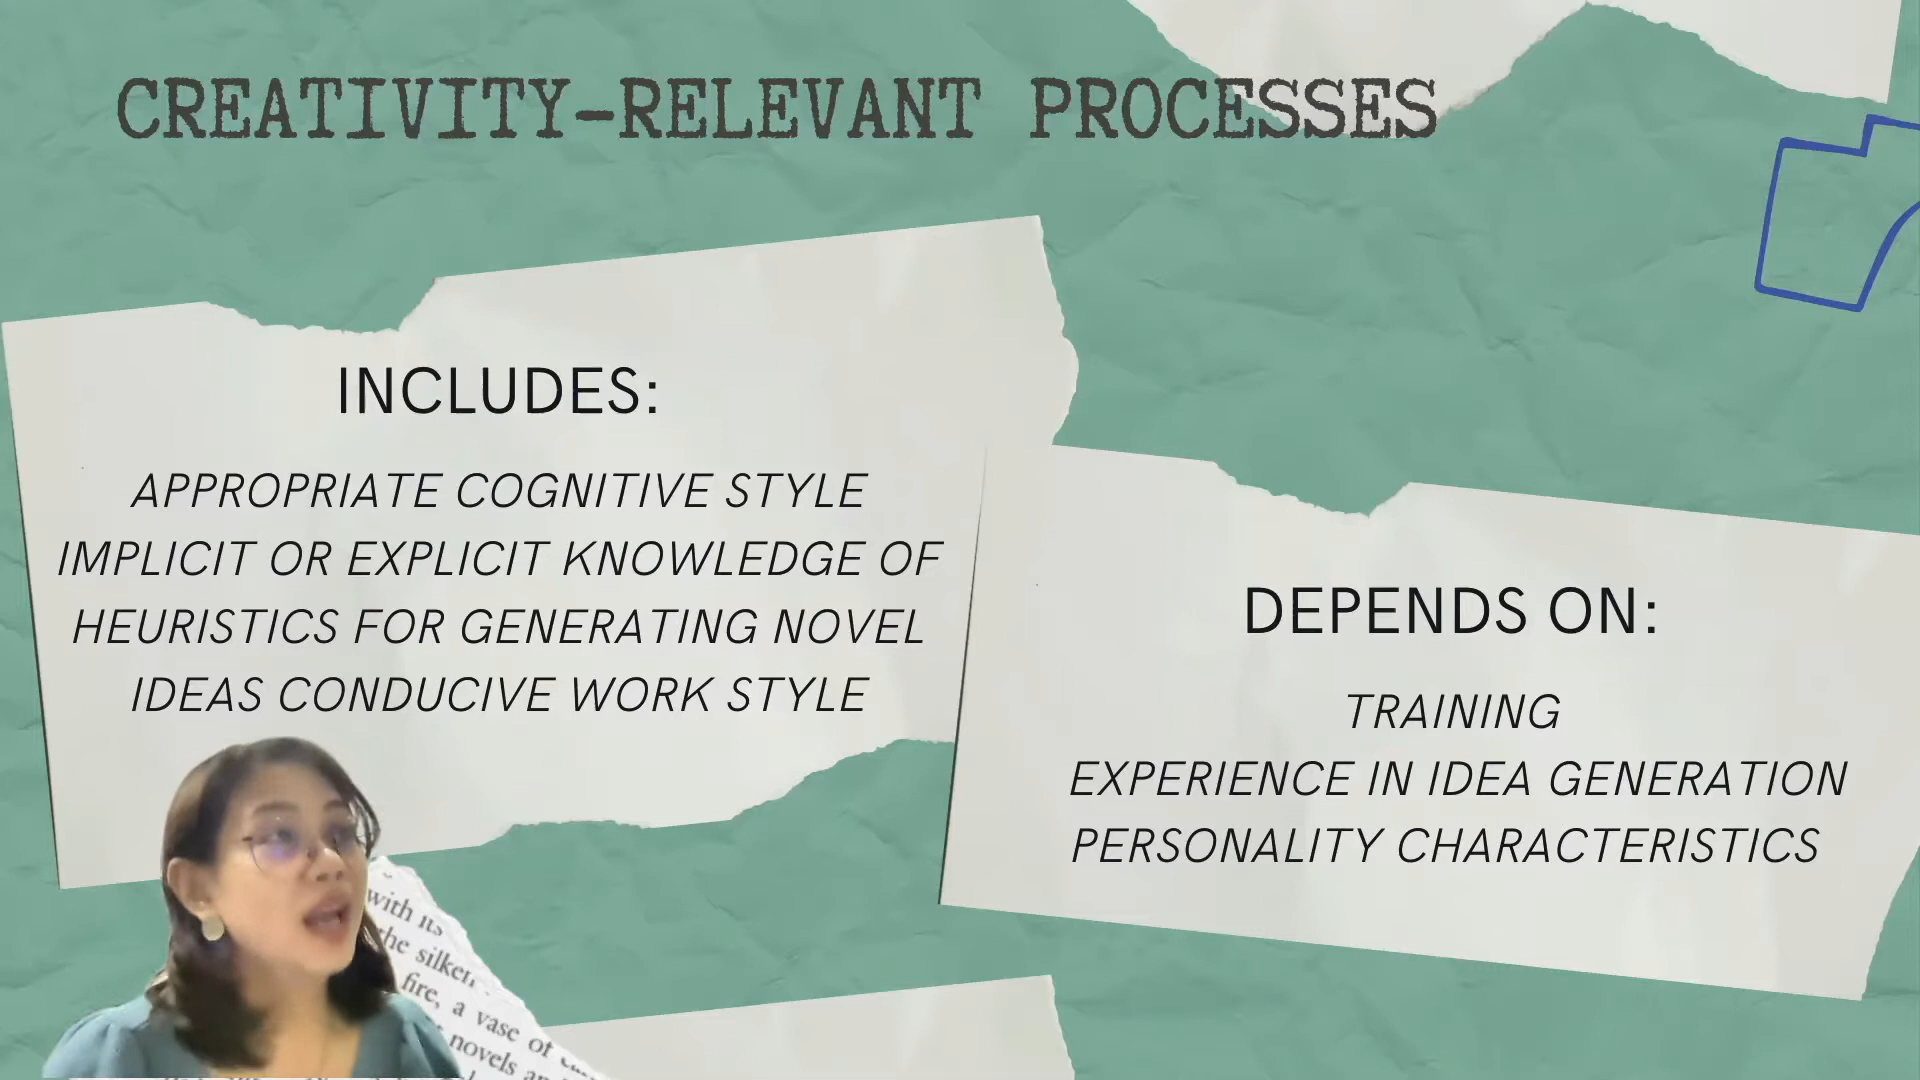 CREATIVITY-RELEVANT PROCESSES
INCLUDES:
APPROPRIATE COGNITIVE STYLE
IMPLICIT OR EXPLICIT KNOWLEDGE OF
HEURISTICS FOR GENERATING NOVEL
IDEAS CONDUCIVE WORK STYLE
DEPENDS ON:
TRAINING
EXPERIENCE IN IDEA GENERATION
PERSONALITY CHARACTERISTICS
with its
the silken
fire, a
a vase of
novels